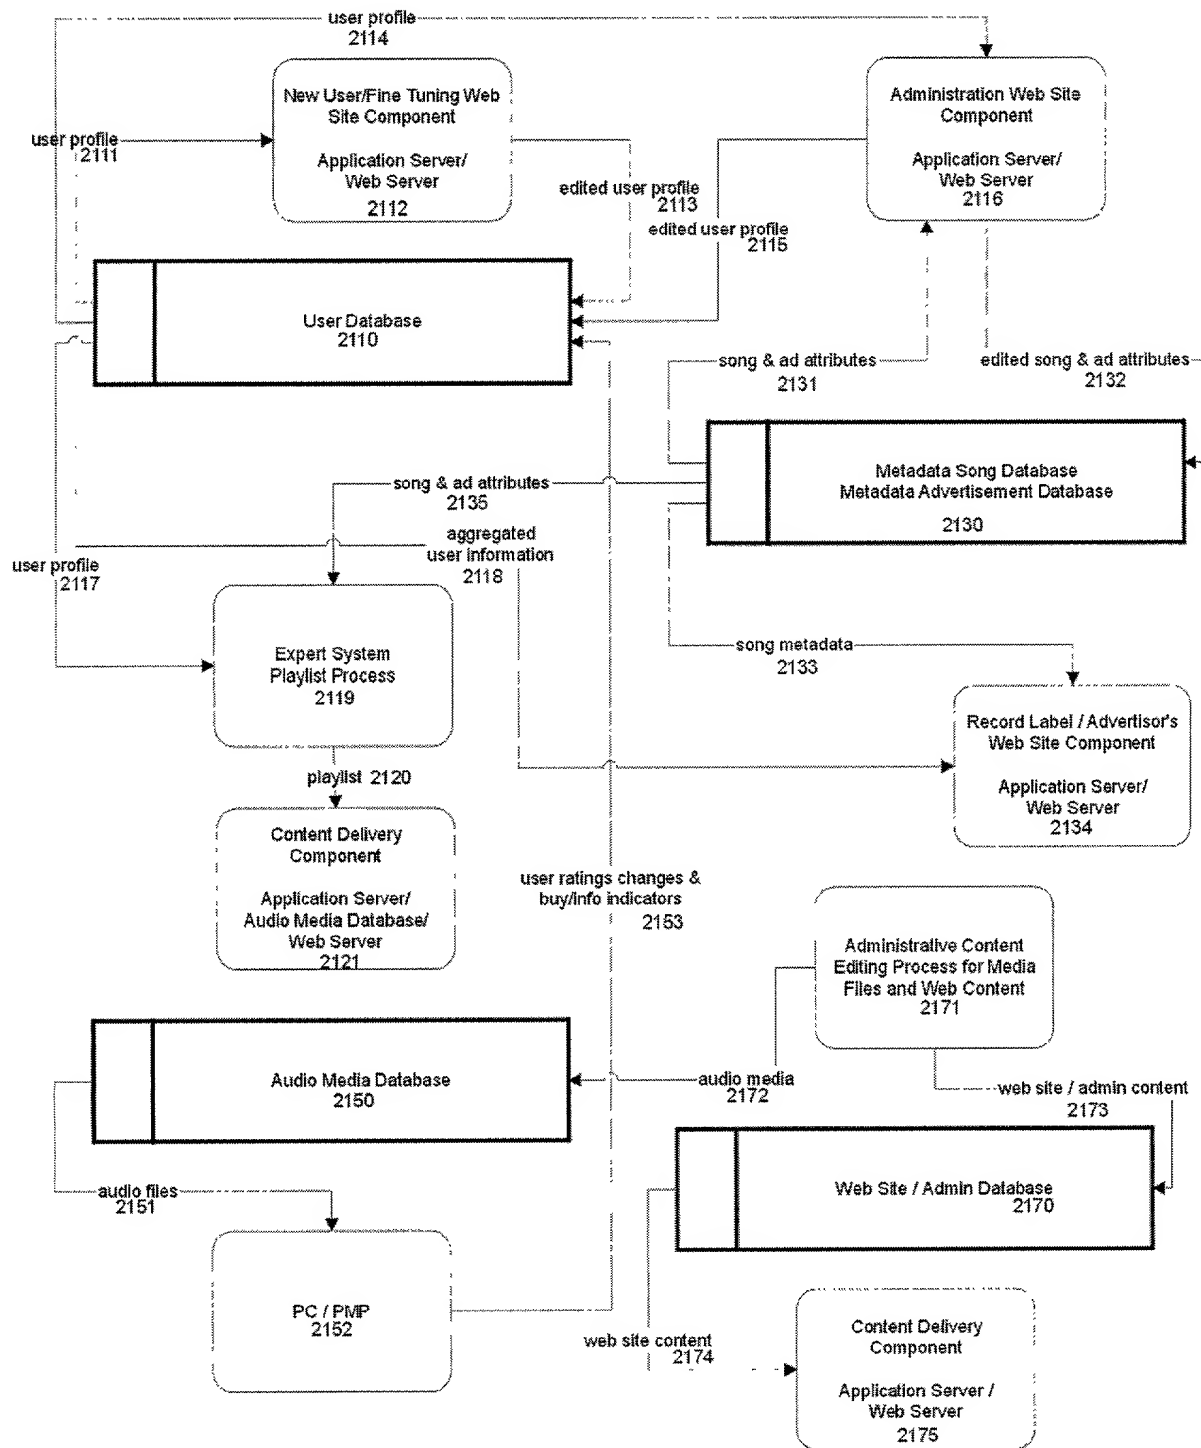 user profile
2114
New User/Fine Tuning Web
Site Component
Application Server/
Web Server
2112
Administration Web Site
Component
Application Server/
Web Server
2116
user profile
2111
edited user profile
2113
edited user profile
2115
User Database
2110
song & ad attributes
2131
edited song & ad attributes
2132
Metadata Song Database
Metadata Advertisement Database
2130
song & ad attributes
2135
aggregated
user information
2118
user profile
2117
Expert System
Playlist Process
2119
song metadata
2133
Record Label / Advertisor's
Web Site Component
Application Server/
Web Server
2134
playlist 2120
Content Delivery
Component
Application Server/
Audio Media Database/
Web Server
2121
user ratings changes &
buy/info indicators
2153
Administrative Content
Editing Process for Media
Files and Web Content
2171
Audio Media Database
2150
audio media
2172
web site / admin content
2173
audio files
2151
Web Site / Admin Database
2170
PC / PMP
2152
web site content
2174
Content Delivery
Component
Application Server /
Web Server
2175